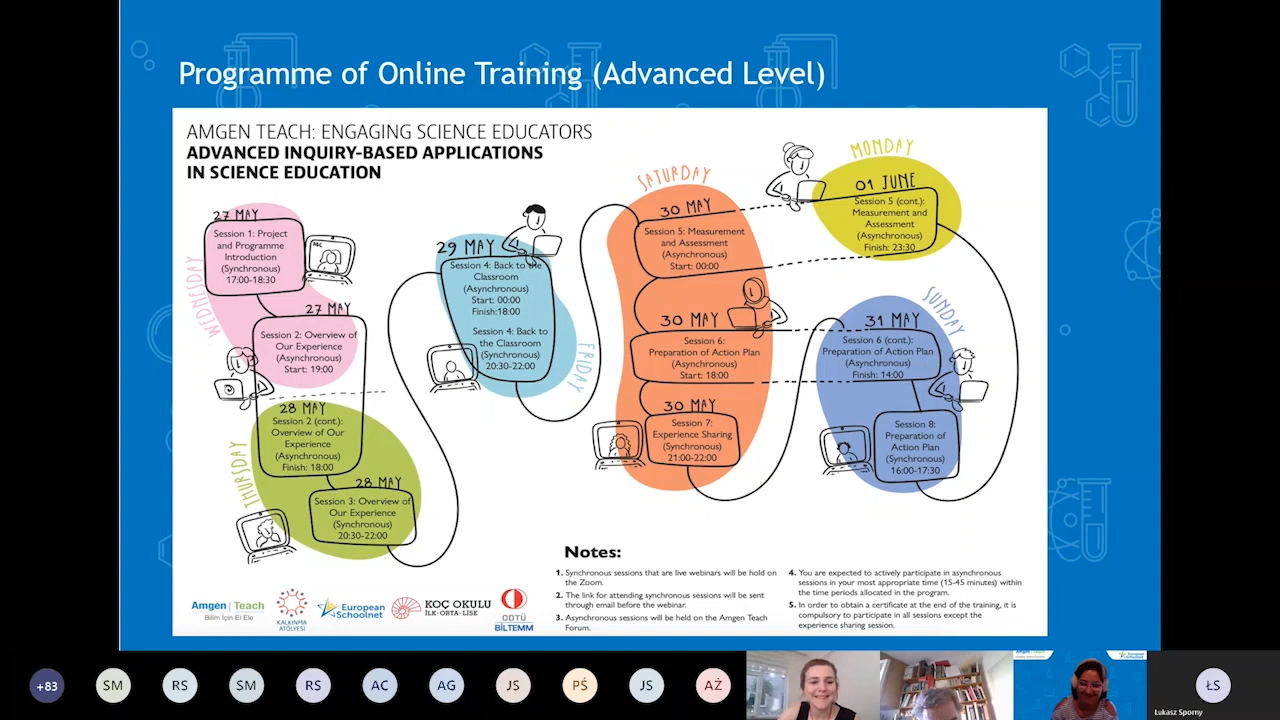 Programme of Online Training (Advanced Level)
AMGEN TEACH: ENGAGING SCIENCE EDUCATORS
ADVANCED INQUIRY-BASED APPLICATIONS
IN SCIENCE EDUCATION
WEDNESDAY
27 MAY
Session 1: Project
and Programme
Introduction
(Synchronous)
17:00-18:30
27 MAY
Session 2: Overview of
Our Experience
(Asynchronous)
Start: 19:00
THURSDAY
28 MAY
Session 2 (cont.):
Overview of Our
Experience
(Asynchronous)
Finish: 18:00
28 MAY
Session 3: Overview of
Our Experience
(Synchronous)
20:30-22:00
29 MAY
Session 4: Back to the
Classroom
(Asynchronous)
Start: 00:00
Finish:18:00
Session 4: Back to
the Classroom
(Synchronous)
20:30-22:00
FRIDAY
SATURDAY
30 MAY
Session 5: Measurement
and Assessment
(Asynchronous)
Start: 00:00
30 MAY
Session 6:
Preparation of Action Plan
(Asynchronous)
Start: 18:00
30 MAY
Session 7:
Experience Sharing
(Synchronous)
21:00-22:00
MONDAY
01 JUNE
Session 5 (cont.):
Measurement and
Assessment
(Asynchronous)
Finish: 23:30
SUNDAY
31 MAY
Session 6 (cont.):
Preparation of Action Plan
(Asynchronous)
Finish: 14:00
Session 8:
Preparation of
Action Plan
(Synchronous)
16:00-17:30
Notes:
1. Synchronous sessions that are live webinars will be hold on
the Zoom.
2. The link for attending synchronous sessions will be sent
through email before the webinar.
3. Asynchronous sessions will be held on the Amgen Teach
Forum.
4. You are expected to actively participate in asynchronous
sessions in your most appropriate time (15-45 minutes) within
the time periods allocated in the program.
5. In order to obtain a certificate at the end of the training, it is
compulsory to participate in all sessions except the
experience sharing session.
Amgen Teach
Bilim İçin El Ele
KALKINMA
ATÖLYESİ
European
Schoolnet
KOÇ OKULU
İLK·ORTA·LİSE
ODTÜ
BİLTEMM
+83
SM
RS
SM
RS
AC
AG
JS
PŚ
JS
AŻ
ŁS
Łukasz Sporny